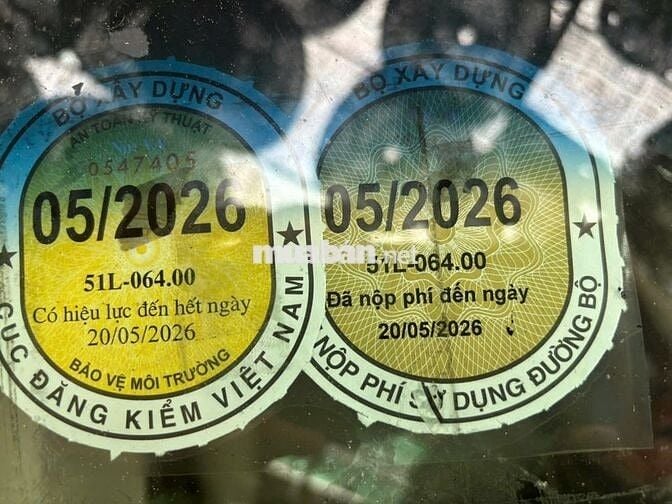 BỘ XÂY DỰNG
AN TOÀN KỸ THUẬT
0547405
05/2026
51L-064.00
Có hiệu lực đến hết ngày
20/05/2026
BẢO VỆ MÔI TRƯỜNG
CỤC ĐĂNG KIỂM VIỆT NAM
BỘ XÂY DỰNG
05/2026
51L-064.00
Đã nộp phí đến ngày
20/05/2026
NỘP PHÍ SỬ DỤNG ĐƯỜNG BỘ
muaban.net